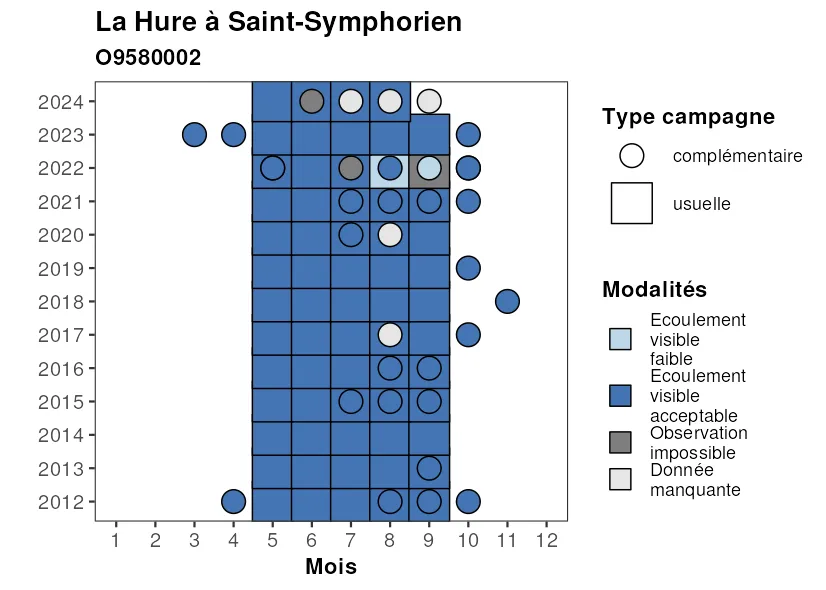 La Hure à Saint-Symphorien
O9580002
2024
2023
2022
2021
2020
2019
2018
2017
2016
2015
2014
2013
2012
1 2 3 4 5 6 7 8 9 10 11 12
Mois
Type campagne
complémentaire
usuelle
Modalités
Ecoulement
visible
faible
Ecoulement
visible
acceptable
Observation
impossible
Donnée
manquante